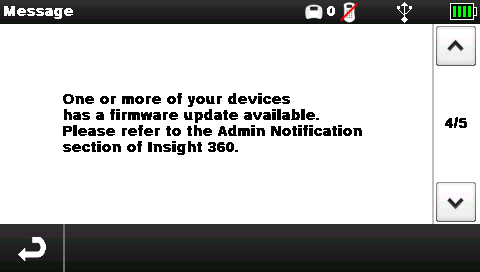 Message 0
One or more of your devices
has a firmware update available.
Please refer to the Admin Notification
section of Insight 360.
4/5